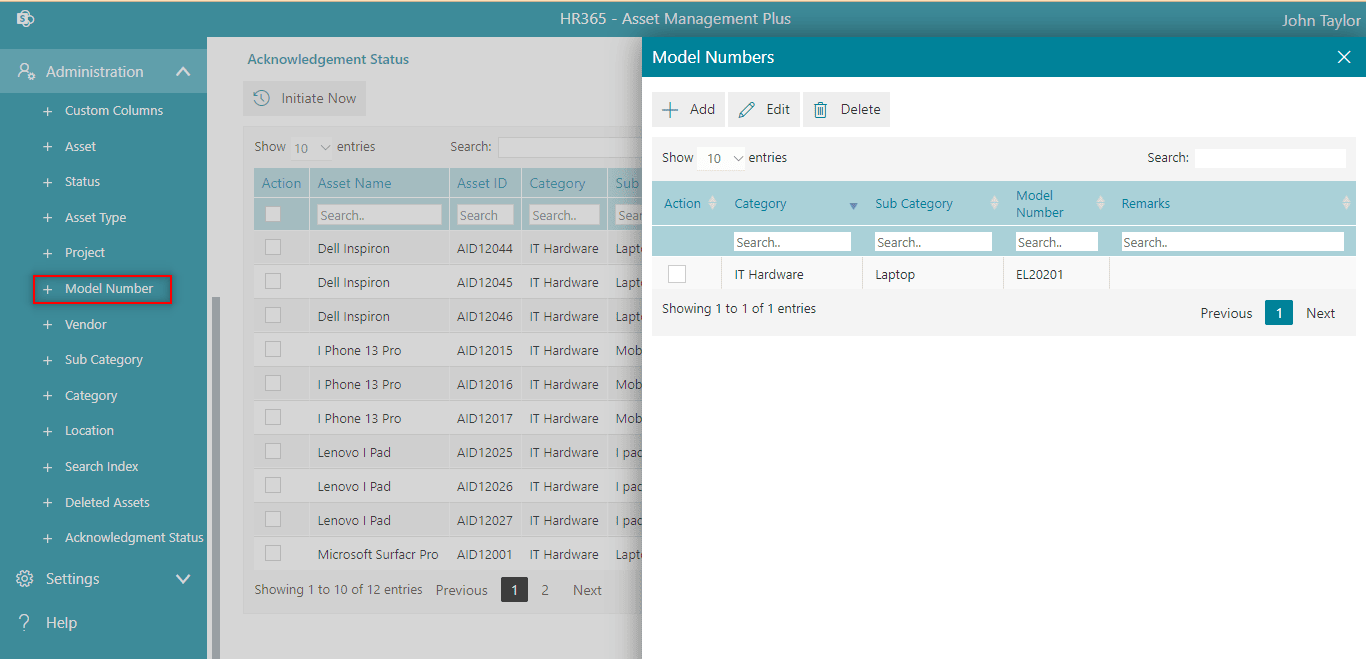 HR365 - Asset Management Plus
John Taylor
Administration
Custom Columns
Asset
Status
Asset Type
Project
Model Number
Vendor
Sub Category
Category
Location
Search Index
Deleted Assets
Acknowledgment Status
Settings
Help
Acknowledgement Status
Initiate Now
Show 10 entries Search:
Action Asset Name Asset ID Category Sub
Search.. Search Search.. Sear
Dell Inspiron AID12044 IT Hardware Lapt
Dell Inspiron AID12045 IT Hardware Lapt
Dell Inspiron AID12046 IT Hardware Lapt
I Phone 13 Pro AID12015 IT Hardware Mob
I Phone 13 Pro AID12016 IT Hardware Mob
I Phone 13 Pro AID12017 IT Hardware Mob
Lenovo I Pad AID12025 IT Hardware I pad
Lenovo I Pad AID12026 IT Hardware I pad
Lenovo I Pad AID12027 IT Hardware I pad
Microsoft Surfacr Pro AID12001 IT Hardware Lapt
Showing 1 to 10 of 12 entries Previous 1 2 Next
Model Numbers
Add Edit Delete
Show 10 entries Search:
Action Category Sub Category Model Number Remarks
Search.. Search.. Search.. Search..
IT Hardware Laptop EL20201
Showing 1 to 1 of 1 entries
Previous 1 Next